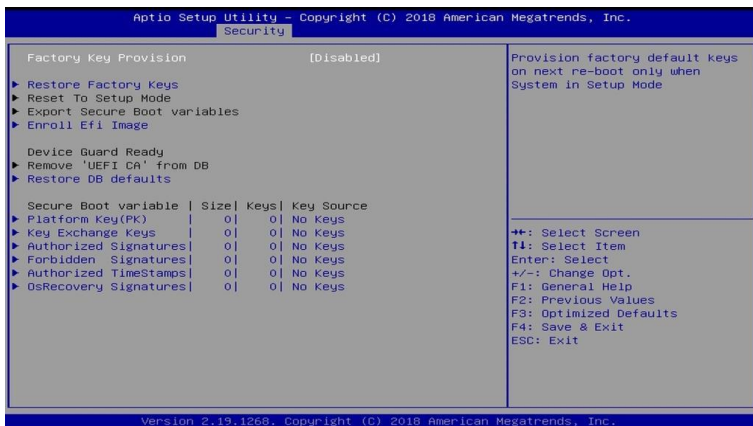 Aptio Setup Utility – Copyright (C) 2018 American Megatrends, Inc.
Security
Factory Key Provision [Disabled]
▶ Restore Factory Keys
▶ Reset To Setup Mode
▶ Export Secure Boot variables
▶ Enroll Efi Image
Device Guard Ready
▶ Remove 'UEFI CA' from DB
▶ Restore DB defaults
Secure Boot variable | Size| Keys| Key Source
▶ Platform Key(PK) | 0| 0| No Keys
▶ Key Exchange Keys | 0| 0| No Keys
▶ Authorized Signatures| 0| 0| No Keys
▶ Forbidden Signatures| 0| 0| No Keys
▶ Authorized TimeStamps| 0| 0| No Keys
▶ OsRecovery Signatures| 0| 0| No Keys
Provision factory default keys
on next re-boot only when
System in Setup Mode
→←: Select Screen
↑↓: Select Item
Enter: Select
+/-: Change Opt.
F1: General Help
F2: Previous Values
F3: Optimized Defaults
F4: Save & Exit
ESC: Exit
Version 2.19.1268. Copyright (C) 2018 American Megatrends, Inc.